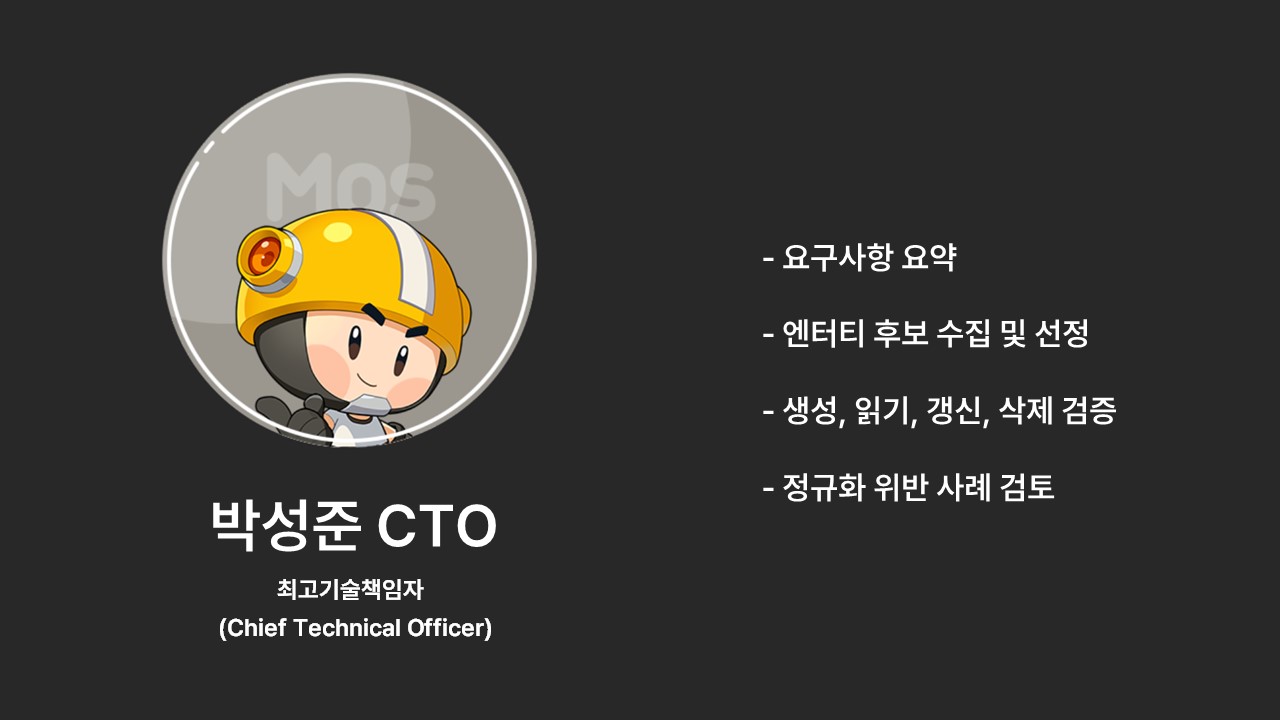 Mos
박성준 CTO
최고기술책임자
(Chief Technical Officer)
- 요구사항 요약
- 엔터티 후보 수집 및 선정
- 생성, 읽기, 갱신, 삭제 검증
- 정규화 위반 사례 검토